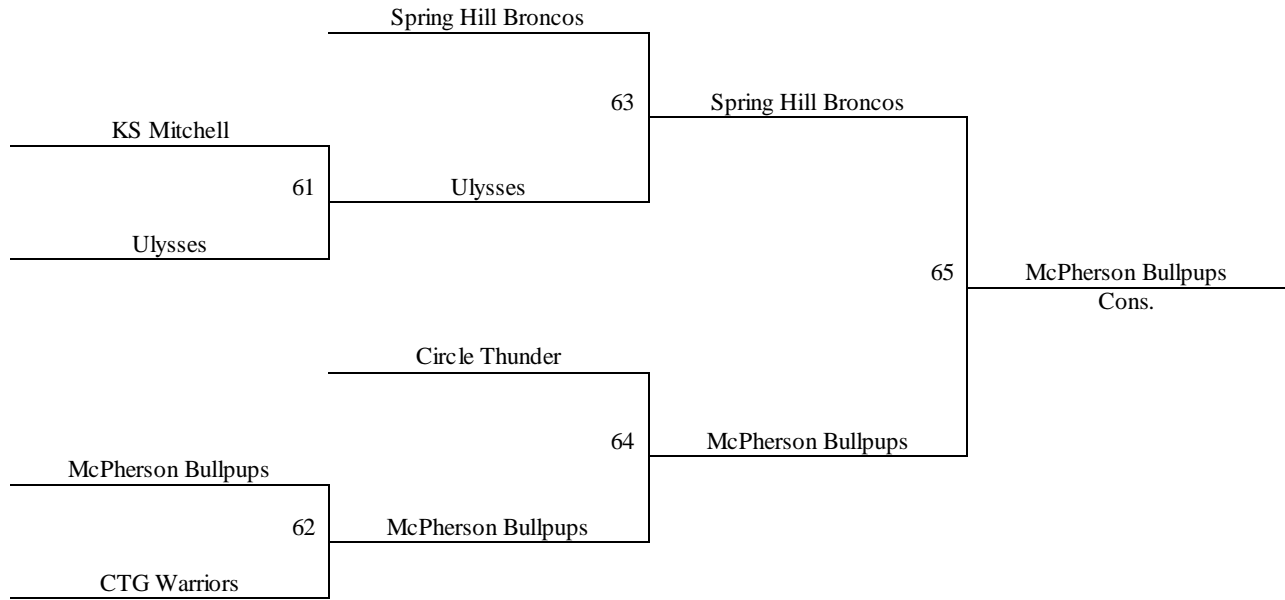 Spring Hill Broncos
63
Spring Hill Broncos
KS Mitchell
61
Ulysses
Ulysses
65
McPherson Bullpups
Cons.
Circle Thunder
64
McPherson Bullpups
McPherson Bullpups
62
McPherson Bullpups
CTG Warriors